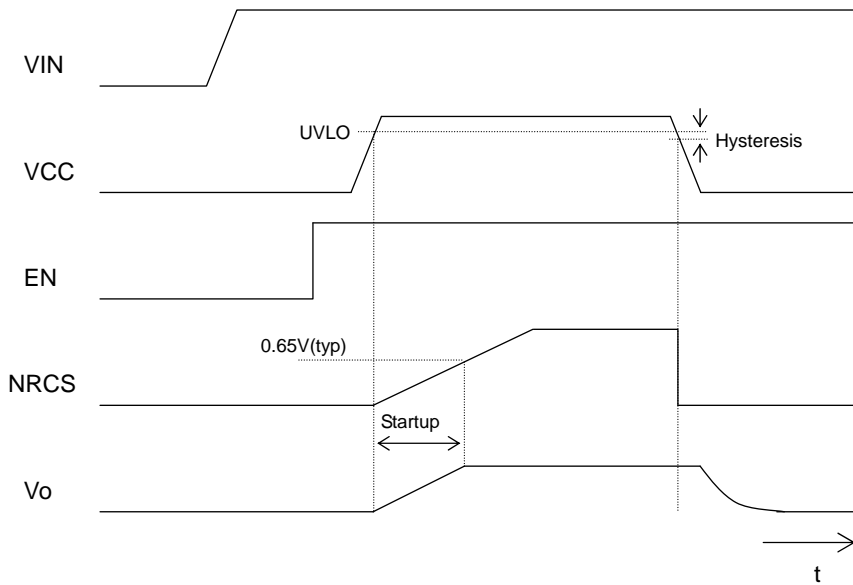 VIN
UVLO
Hysteresis
VCC
EN
0.65V(typ)
NRCS
Startup
Vo
t